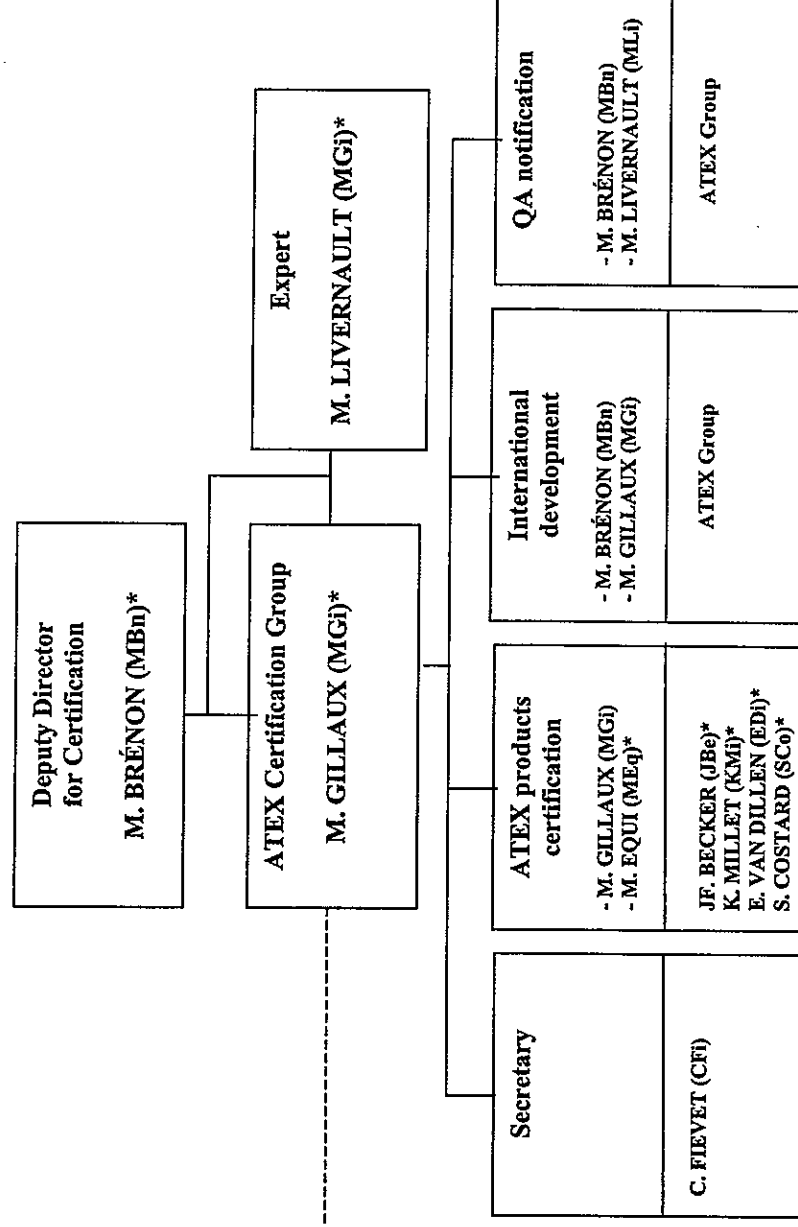 Deputy Director
for Certification
M. BRÉNON (MBn)*
ATEX Certification Group
M. GILLAUX (MGi)*
Expert
M. LIVERNAULT (MGi)*
Secretary
C. FIEVET (CFi)
ATEX products
certification
- M. GILLAUX (MGi)
- M. EQUI (MEq)*
JF. BECKER (JBe)*
K. MILLET (KMi)*
E. VAN DILLEN (EDi)*
S. COSTARD (SCo)*
International
development
- M. BRÉNON (MBn)
- M. GILLAUX (MGi)
ATEX Group
QA notification
- M. BRÉNON (MBn)
- M. LIVERNAULT (MLi)
ATEX Group